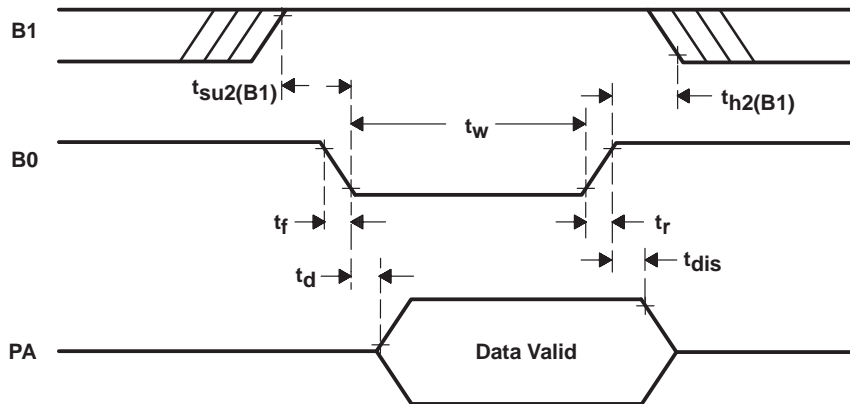 B1
tsu2(B1)
th2(B1)
tw
B0
tf
tr
td
tdis
PA
Data Valid